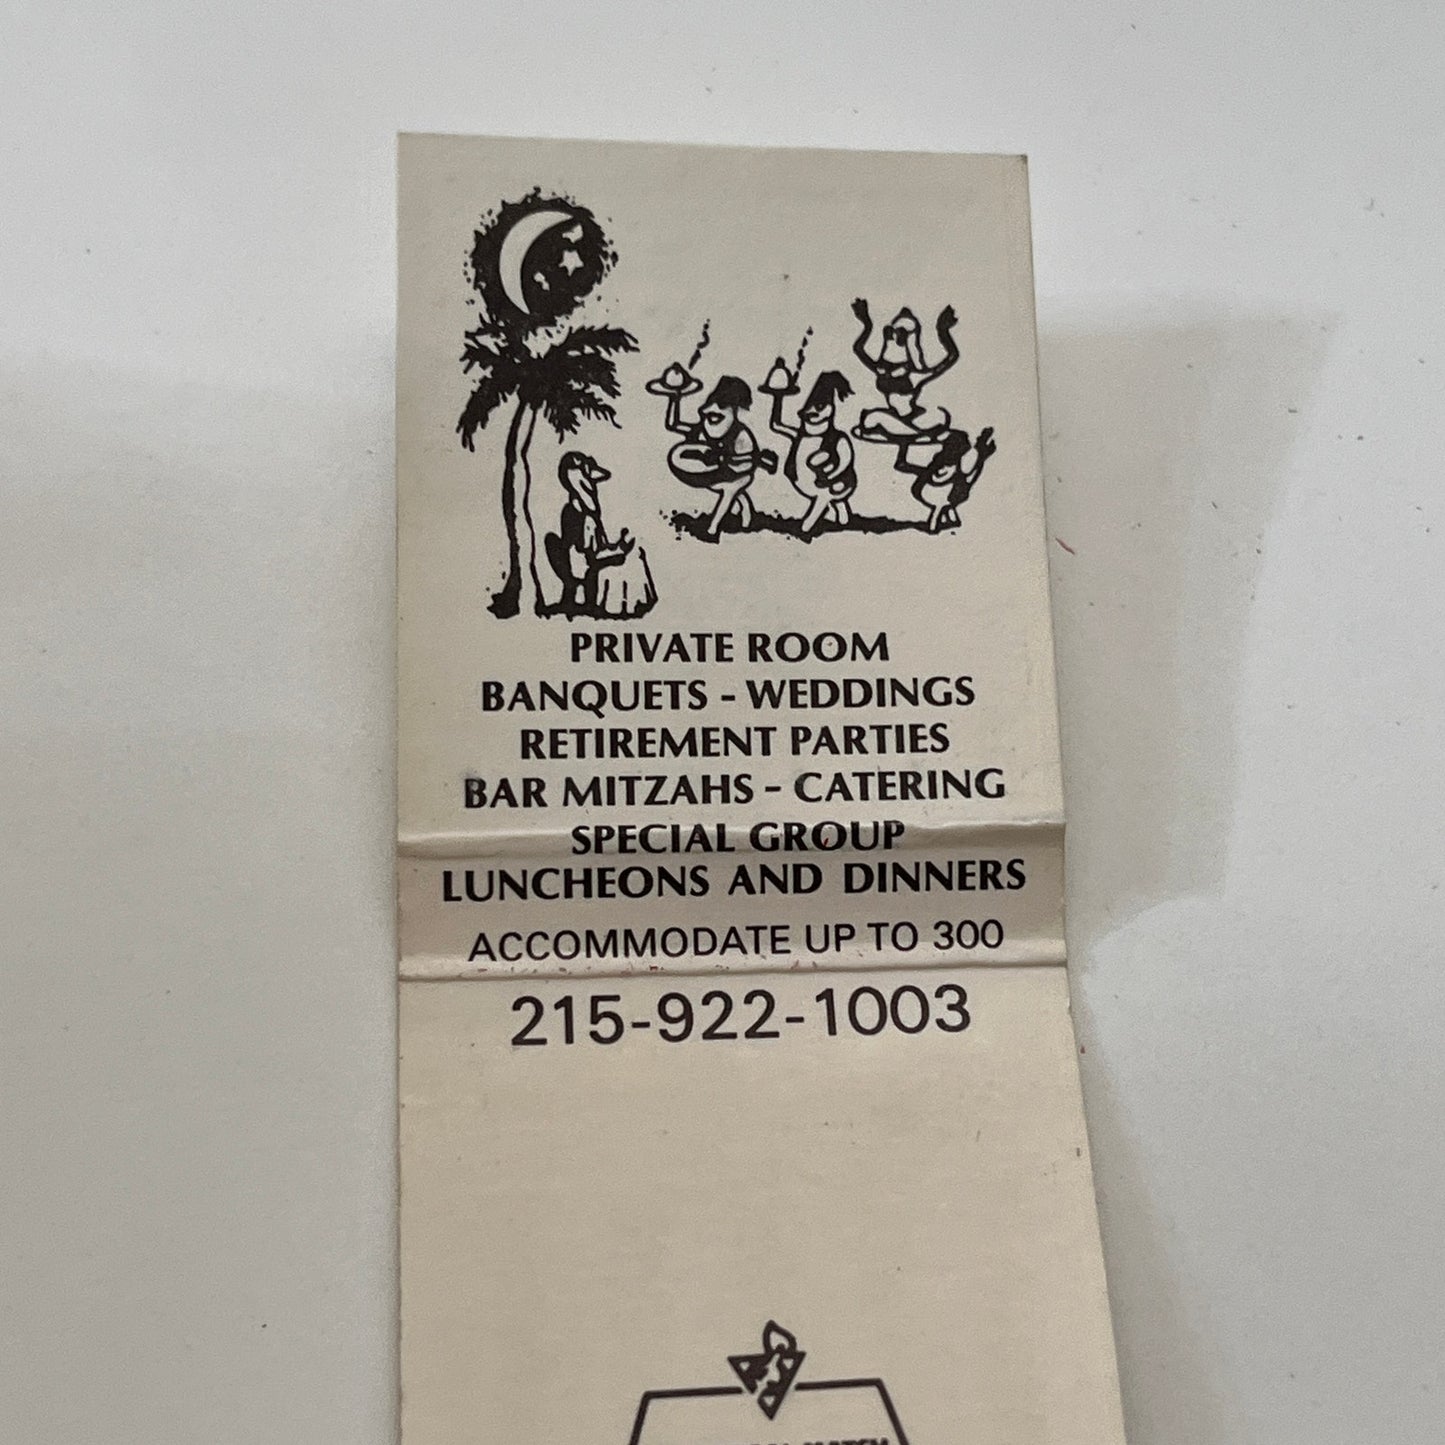 PRIVATE ROOM
BANQUETS - WEDDINGS
RETIREMENT PARTIES
BAR MITZAHS - CATERING
SPECIAL GROUP
LUNCHEONS AND DINNERS
ACCOMMODATE UP TO 300
215-922-1003